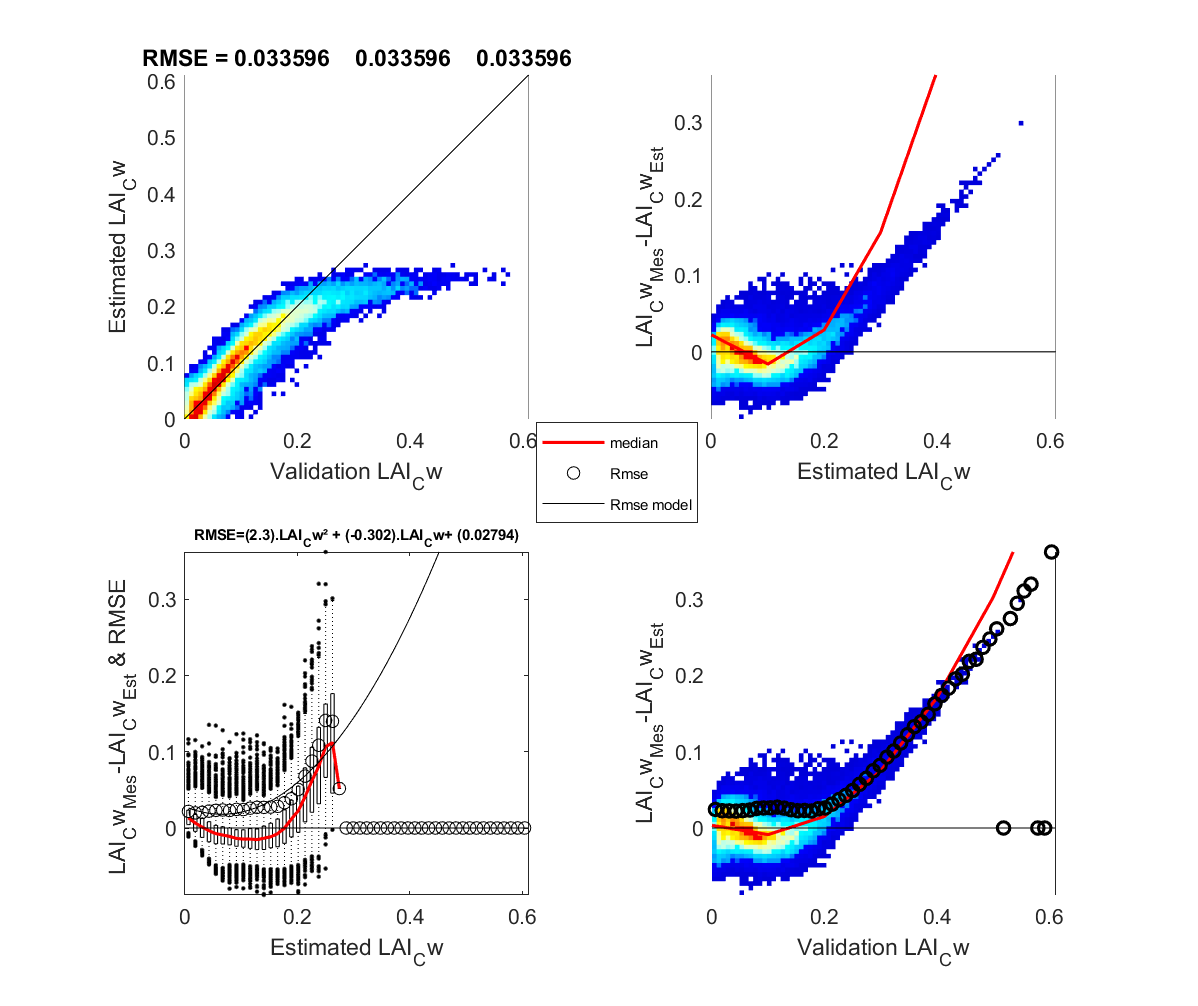 RMSE = 0.033596 0.033596 0.033596
0.6
0.5
0.4
0.3
0.2
0.1
0
0 0.2 0.4 0.6
Estimated LAI_Cw
Validation LAI_Cw
0.3
0.2
0.1
0
0 0.2 0.4 0.6
LAI_Cw_Mes-LAI_Cw_Est
Estimated LAI_Cw
median
Rmse
Rmse model
RMSE=(2.3).LAI_Cw² + (-0.302).LAI_Cw+ (0.02794)
0.3
0.2
0.1
0
0 0.2 0.4 0.6
LAI_Cw_Mes-LAI_Cw_Est & RMSE
Estimated LAI_Cw
0.3
0.2
0.1
0
0 0.2 0.4 0.6
LAI_Cw_Mes-LAI_Cw_Est
Validation LAI_Cw